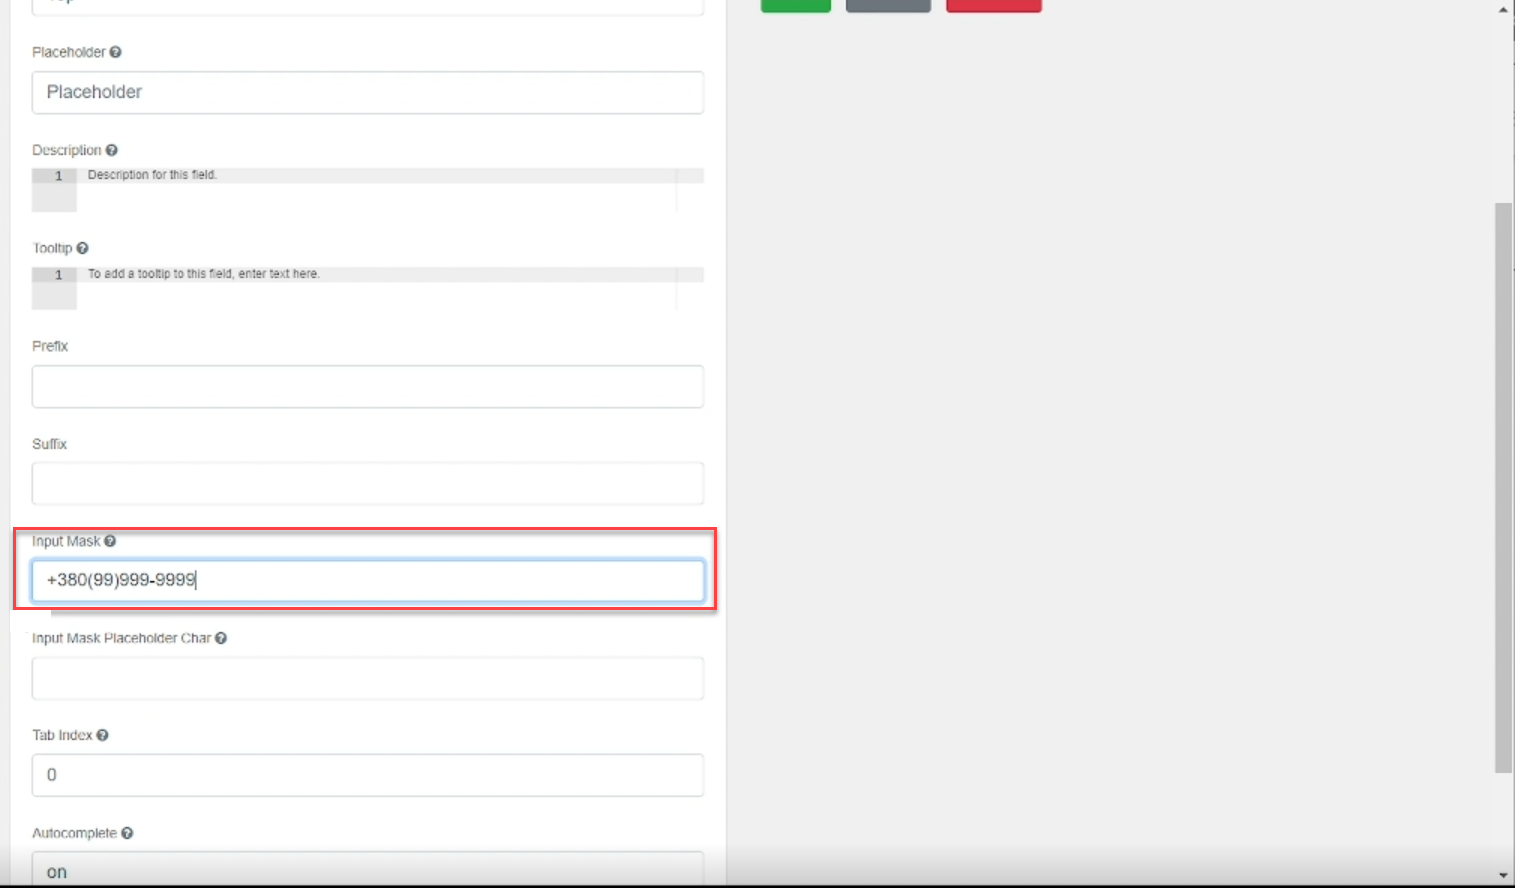 Placeholder
Placeholder
Description
1 Description for this field.
Tooltip
1 To add a tooltip to this field, enter text here.
Prefix
Suffix
Input Mask
+380(99)999-9999
Input Mask Placeholder Char
Tab Index
0
Autocomplete
on